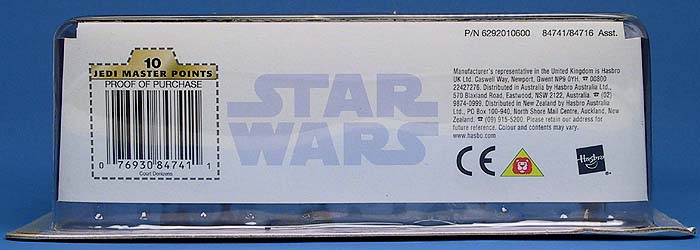 P/N 6292010600 84741/84716 Asst.
10
JEDI MASTER POINTS
PROOF OF PURCHASE
0 76930 84741 1
Court Denizens
STAR
WARS
Manufacturer's representative in the United Kingdom is Hasbro
UK Ltd. Caswell Way, Newport, Gwent NP9 0YH. ☎ 00800
22427276. Distributed in Australia by Hasbro Australia Ltd.,
570 Blaxland Road, Eastwood, NSW 2122, Australia. ☎ (02)
9874-0999. Distributed in New Zealand by Hasbro Australia
Ltd., PO Box 100-940, North Shore Mail Centre, Auckland, New
Zealand. ☎ (09) 915-5200. Please retain our address for
future reference. Colour and contents may vary.
www.hasbro.com
CE
Hasbro